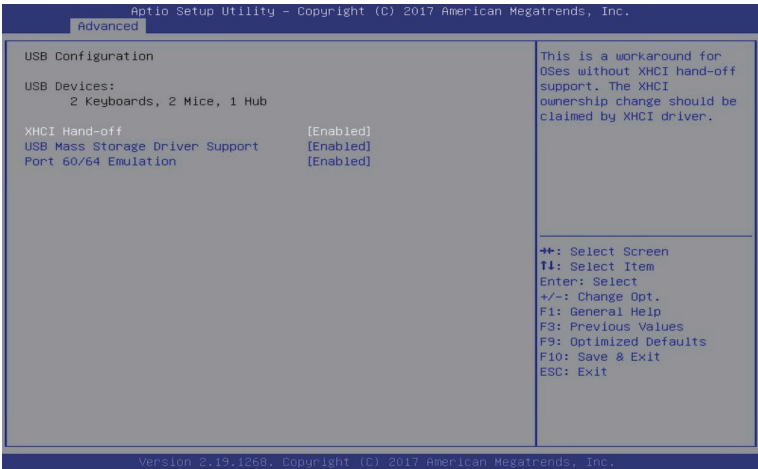 Aptio Setup Utility – Copyright (C) 2017 American Megatrends, Inc.
Advanced
USB Configuration
USB Devices:
2 Keyboards, 2 Mice, 1 Hub
XHCI Hand-off [Enabled]
USB Mass Storage Driver Support [Enabled]
Port 60/64 Emulation [Enabled]
This is a workaround for
OSes without XHCI hand-off
support. The XHCI
ownership change should be
claimed by XHCI driver.
→←: Select Screen
↑↓: Select Item
Enter: Select
+/-: Change Opt.
F1: General Help
F3: Previous Values
F9: Optimized Defaults
F10: Save & Exit
ESC: Exit
Version 2.19.1268. Copyright (C) 2017 American Megatrends, Inc.